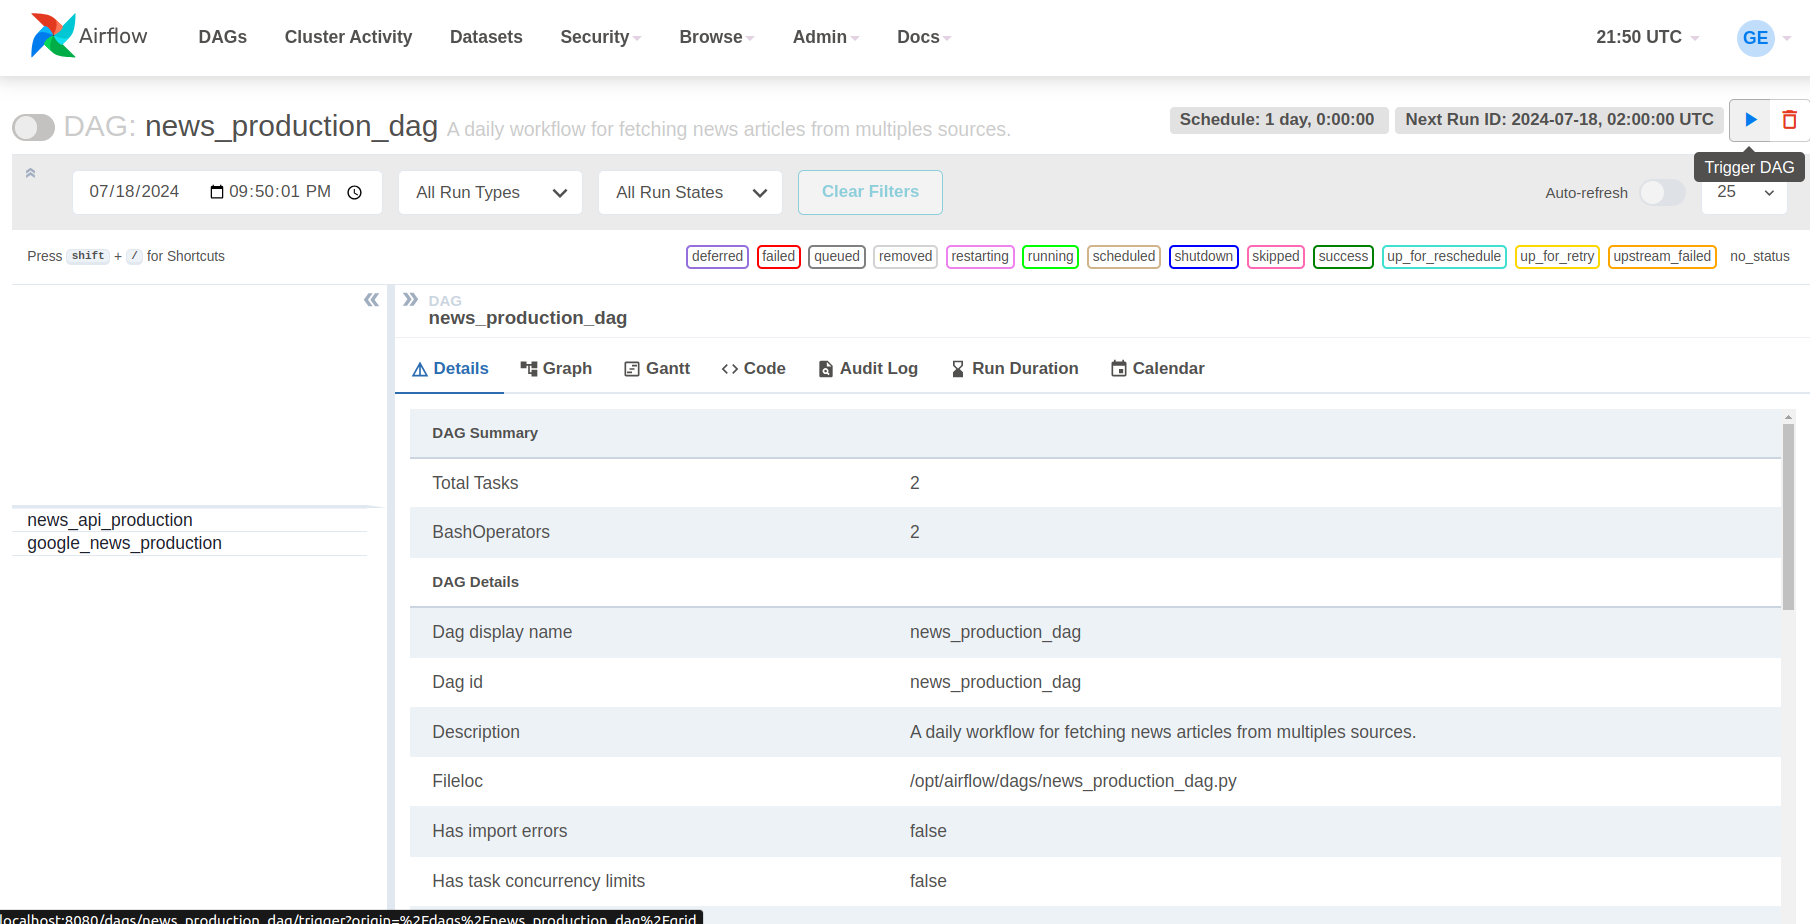 Airflow
DAGs Cluster Activity Datasets Security Browse Admin Docs 21:50 UTC GE
DAG: news_production_dag A daily workflow for fetching news articles from multiples sources. Schedule: 1 day, 0:00:00 Next Run ID: 2024-07-18, 02:00:00 UTC
Trigger DAG
07/18/2024 09:50:01 PM All Run Types All Run States Clear Filters Auto-refresh 25
Press shift + / for Shortcuts deferred failed queued removed restarting running scheduled shutdown skipped success up_for_reschedule up_for_retry upstream_failed no_status
DAG
news_production_dag
Details Graph Gantt Code Audit Log Run Duration Calendar
news_api_production
google_news_production
DAG Summary
Total Tasks 2
BashOperators 2
DAG Details
Dag display name news_production_dag
Dag id news_production_dag
Description A daily workflow for fetching news articles from multiples sources.
Fileloc /opt/airflow/dags/news_production_dag.py
Has import errors false
Has task concurrency limits false
localhost:8080/dags/news_production_dag/trigger?origin=%2Fdags%2Fnews_production_dag%2Fgrid